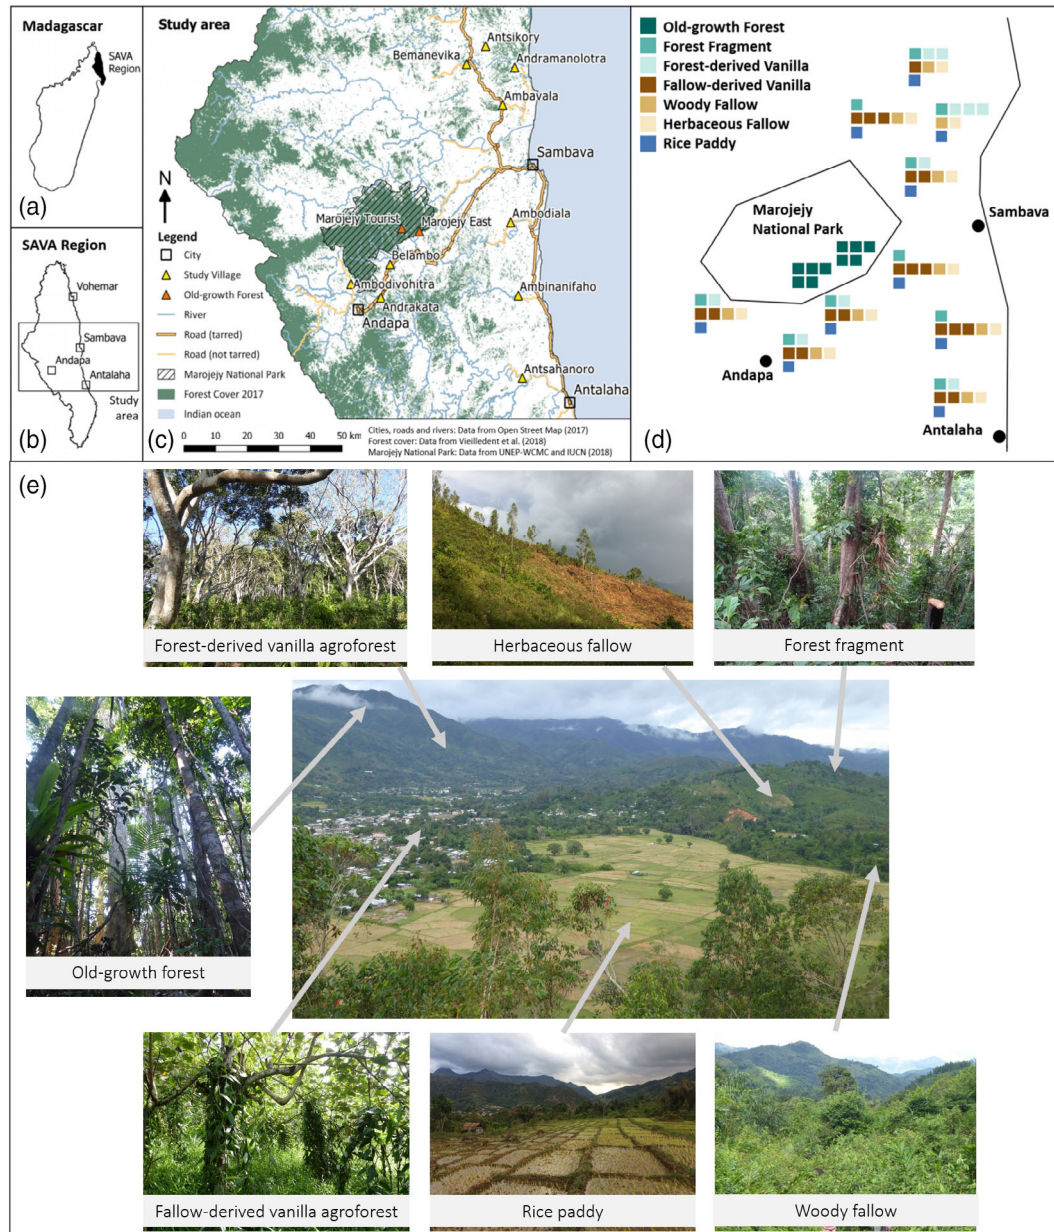 Madagascar
SAVA
Region
(a)
SAVA Region
Vohemar
Sambava
Andapa
Antalaha
Study
area
(b)
Study area
Antsikory
Bemanevika
Andramanolotra
Ambavala
Sambava
N
Marojejy Tourist
Marojejy East
Ambodiala
Legend
City
Study Village
Old-growth Forest
River
Road (tarred)
Road (not tarred)
Marojejy National Park
Forest Cover 2017
Indian ocean
Belambo
Ambodivohitra
Andrakata
Andapa
Ambinanifaho
Antsahanoro
Antalaha
(c)
0 10 20 30 40 50 km
Cities, roads and rivers: Data from Open Street Map (2017)
Forest cover: Data from Vieilledent et al. (2018)
Marojejy National Park: Data from UNEP-WCMC and IUCN (2018)
Old-growth Forest
Forest Fragment
Forest-derived Vanilla
Fallow-derived Vanilla
Woody Fallow
Herbaceous Fallow
Rice Paddy
Marojejy
National Park
Sambava
Andapa
Antalaha
(d)
(e)
Forest-derived vanilla agroforest
Herbaceous fallow
Forest fragment
Old-growth forest
Fallow-derived vanilla agroforest
Rice paddy
Woody fallow